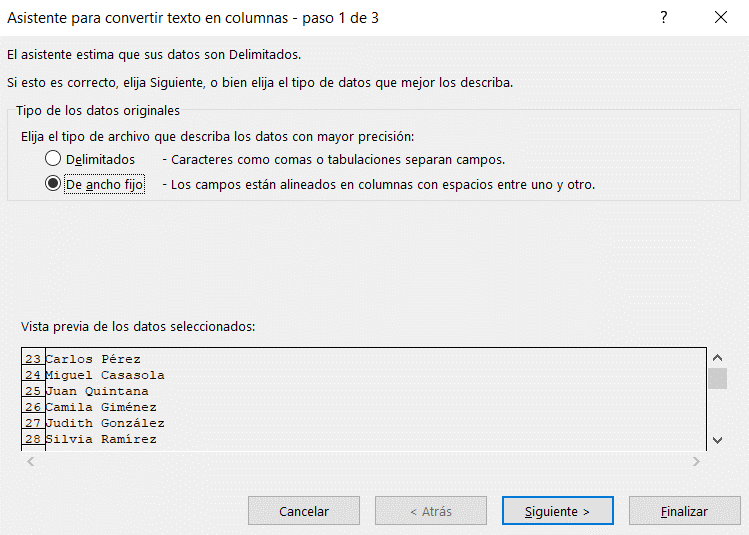 Asistente para convertir texto en columnas - paso 1 de 3 ?
El asistente estima que sus datos son Delimitados.
Si esto es correcto, elija Siguiente, o bien elija el tipo de datos que mejor los describa.
Tipo de los datos originales
Elija el tipo de archivo que describa los datos con mayor precisión:
Delimitados - Caracteres como comas o tabulaciones separan campos.
De ancho fijo - Los campos están alineados en columnas con espacios entre uno y otro.
Vista previa de los datos seleccionados:
23 Carlos Pérez
24 Miguel Casasola
25 Juan Quintana
26 Camila Giménez
27 Judith González
28 Silvia Ramírez
Cancelar < Atrás Siguiente > Finalizar